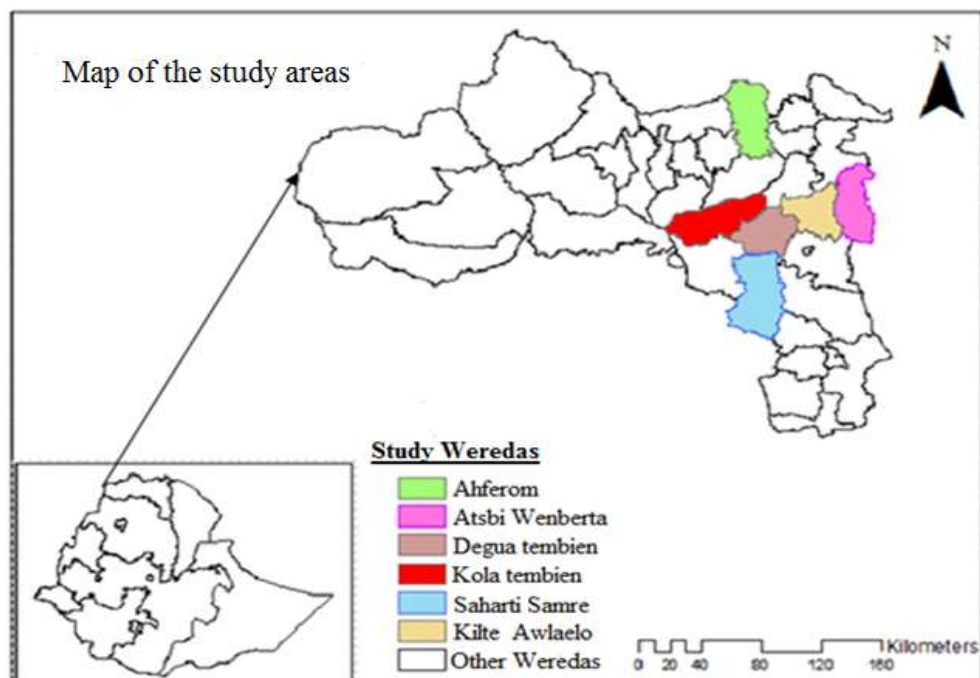 Map of the study areas
N
Study Weredas
Ahferom
Atsbi Wenberta
Degua tembien
Kola tembien
Saharti Samre
Kilte Awlaelo
Other Weredas
Kilometers
0 20 40 80 120 160